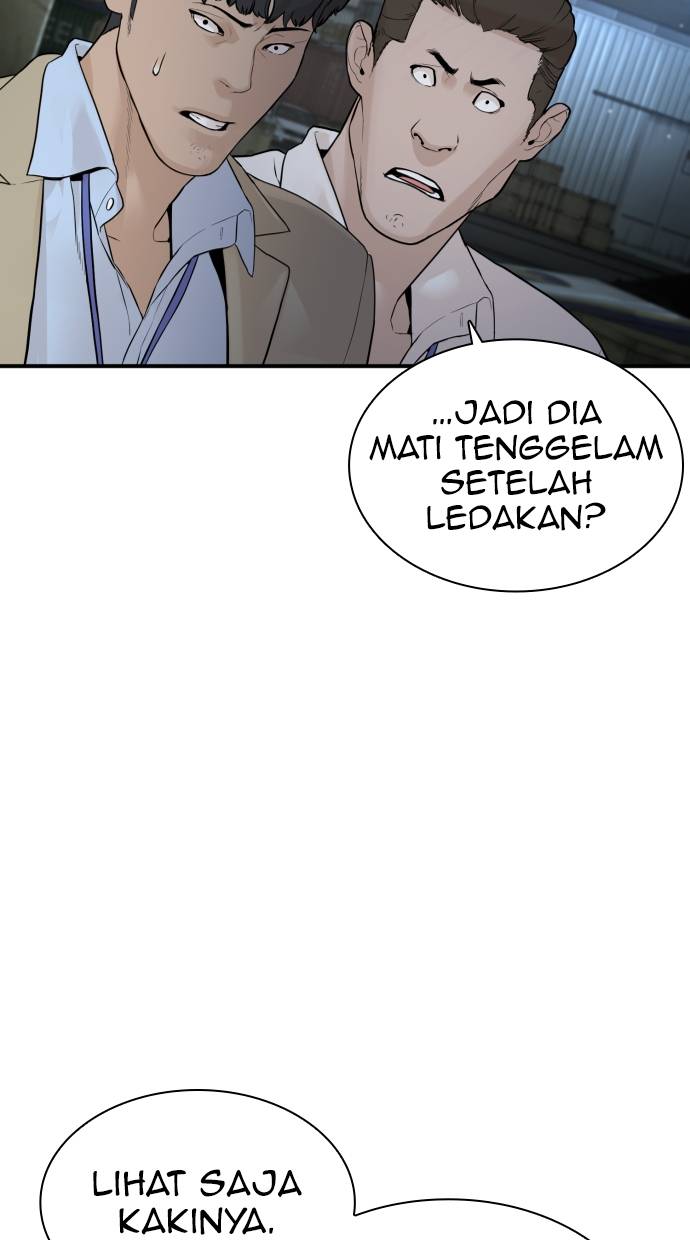 ...JADI DIA
MATI TENGGELAM
SETELAH
LEDAKAN?
LIHAT SAJA
KAKINYA.